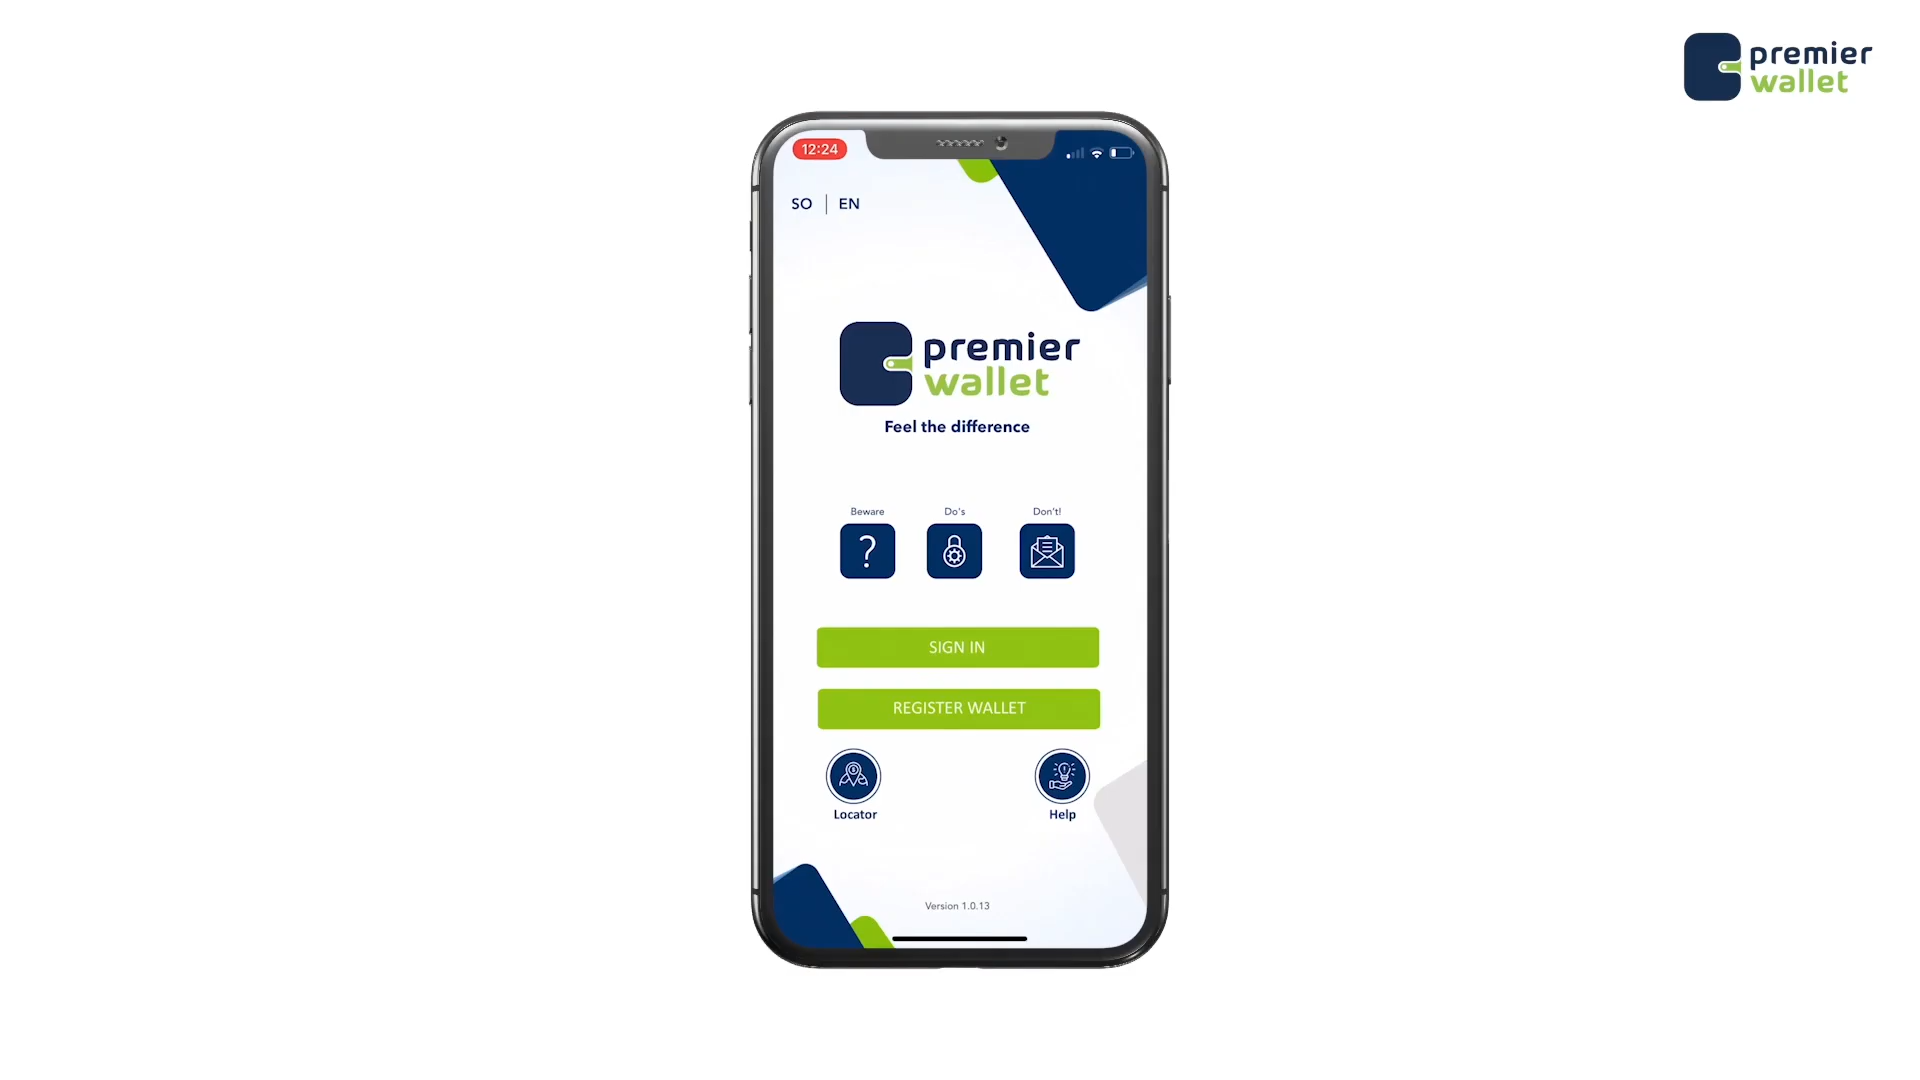 premier
wallet
12:24
SO | EN
premier
wallet
Feel the difference
Beware
Do's
Don't!
?
SIGN IN
REGISTER WALLET
Locator
Help
Version 1.0.13